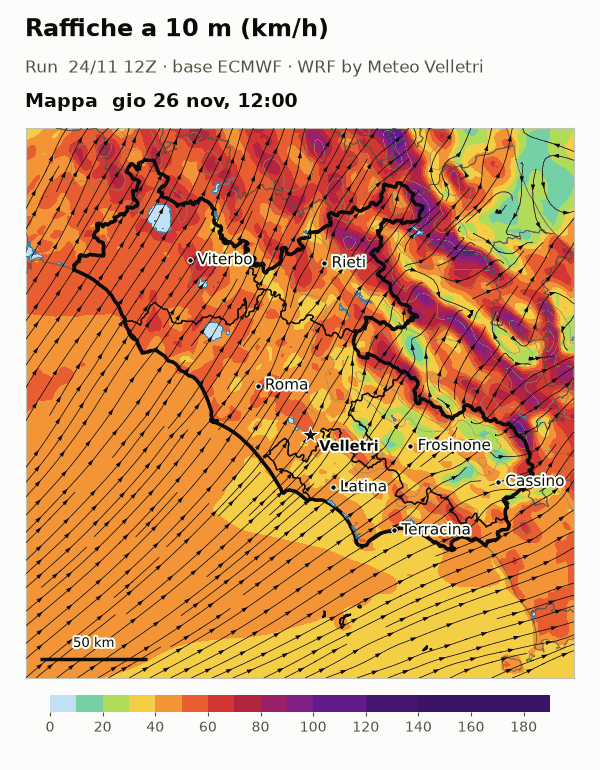 Raffiche a 10 m (km/h)
Run 24/11 12Z · base ECMWF · WRF by Meteo Velletri
Mappa gio 26 nov, 12:00
Viterbo
Rieti
Roma
Velletri
Frosinone
Cassino
Latina
Terracina
50 km
0 20 40 60 80 100 120 140 160 180